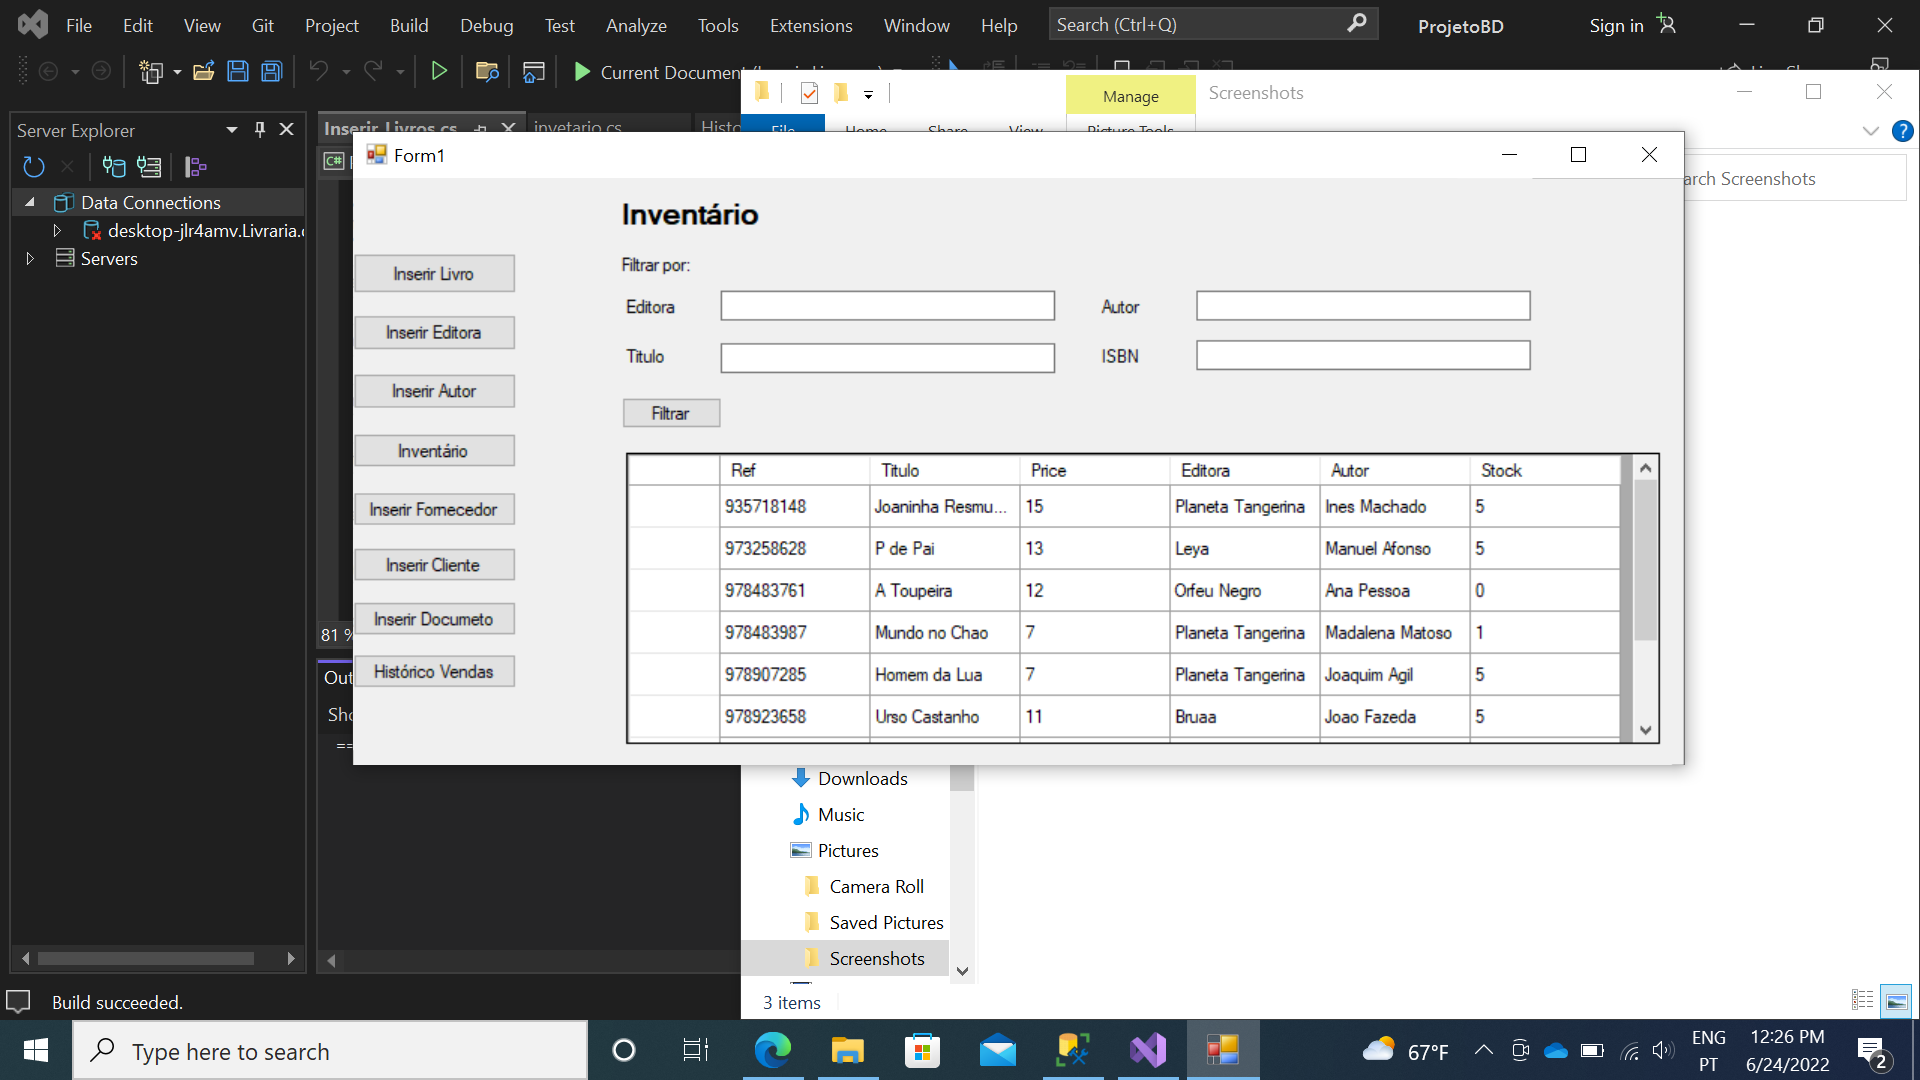 File Edit View Git Project Build Debug Test Analyze Tools Extensions Window Help Search (Ctrl+Q) ProjetoBD Sign in
Current Document
Manage Screenshots
File Home Share View Picture Tools
Server Explorer
Inserir_Livros.cs invetario.cs Histo
Data Connections
desktop-jlr4amv.Livraria.
Servers
Form1
arch Screenshots
Inventário
Filtrar por:
Inserir Livro
Editora Autor
Inserir Editora
Titulo ISBN
Inserir Autor
Filtrar
Inventário
Ref Titulo Price Editora Autor Stock
935718148 Joaninha Resmu... 15 Planeta Tangerina Ines Machado 5
Inserir Fornecedor
973258628 P de Pai 13 Leya Manuel Afonso 5
Inserir Cliente
978483761 A Toupeira 12 Orfeu Negro Ana Pessoa 0
Inserir Documeto
978483987 Mundo no Chao 7 Planeta Tangerina Madalena Matoso 1
Histórico Vendas
978907285 Homem da Lua 7 Planeta Tangerina Joaquim Agil 5
978923658 Urso Castanho 11 Bruaa Joao Fazeda 5
81 %
Out
Sho
==
Downloads
Music
Pictures
Camera Roll
Saved Pictures
Screenshots
3 items
Build succeeded.
Type here to search
67°F
ENG
PT
12:26 PM
6/24/2022
2